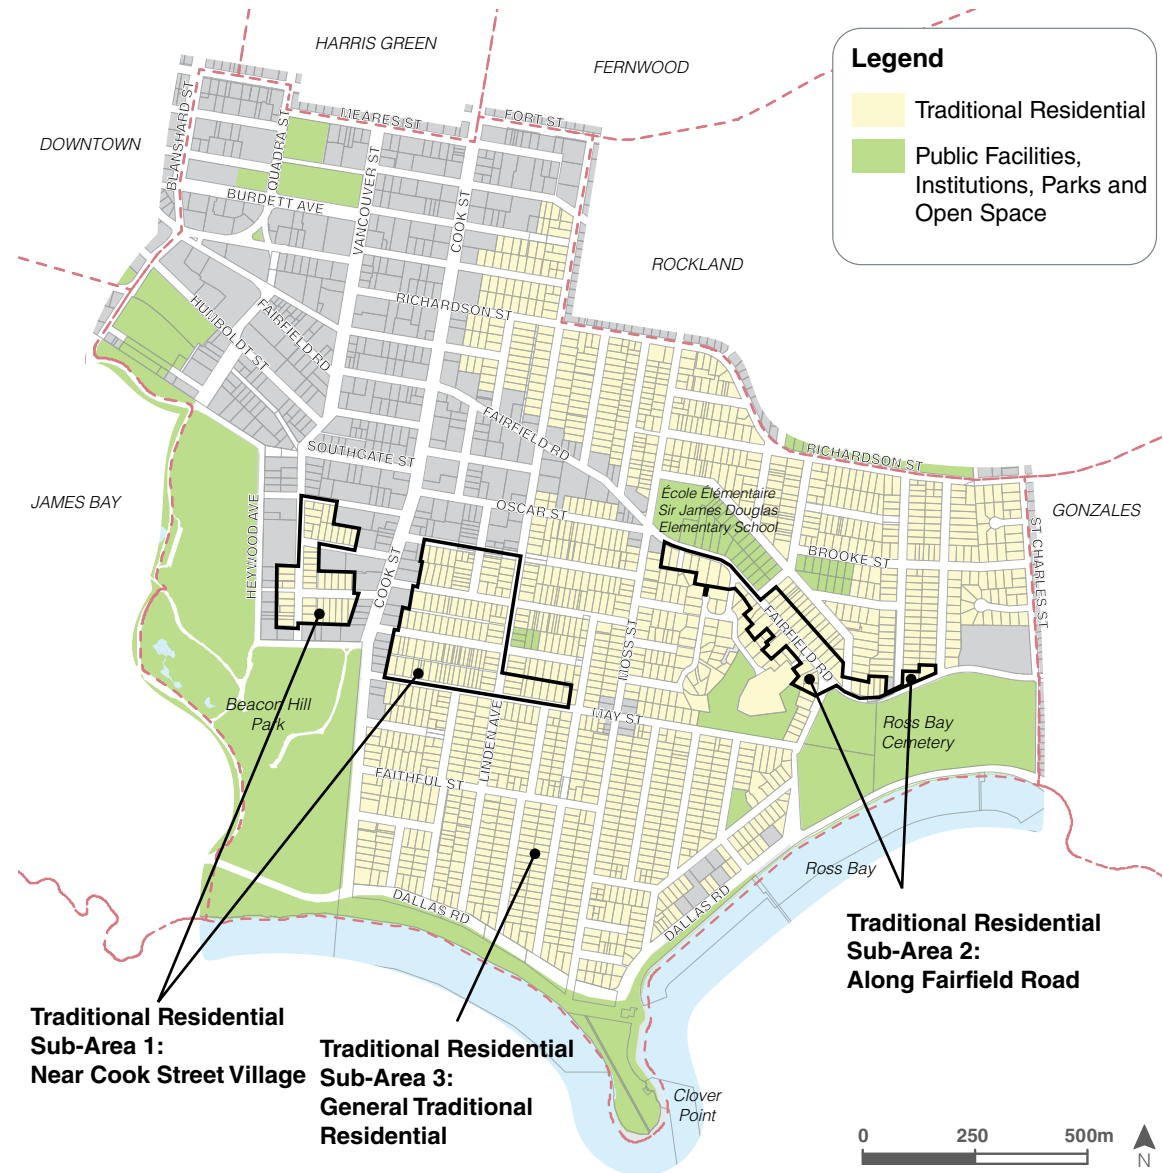 HARRIS GREEN
FERNWOOD
DOWNTOWN
ROCKLAND
JAMES BAY
GONZALES
Legend
Traditional Residential
Public Facilities,
Institutions, Parks and
Open Space
BLANSHARD ST
QUADRA ST
MEARES ST
FORT ST
VANCOUVER ST
COOK ST
BURDETT AVE
RICHARDSON ST
HUMBOLDT ST
FAIRFIELD RD
FAIRFIELD RD
SOUTHGATE ST
OSCAR ST
RICHARDSON ST
École Élémentaire
Sir James Douglas
Elementary School
BROOKE ST
ST CHARLES ST
HEYWOOD AVE
COOK ST
MOSS ST
FAIRFIELD RD
Beacon Hill
Park
LINDEN AVE
MAY ST
Ross Bay
Cemetery
FAITHFUL ST
DALLAS RD
DALLAS RD
Ross Bay
Traditional Residential
Sub-Area 2:
Along Fairfield Road
Traditional Residential
Sub-Area 1:
Near Cook Street Village
Traditional Residential
Sub-Area 3:
General Traditional
Residential
Clover
Point
0 250 500m
N